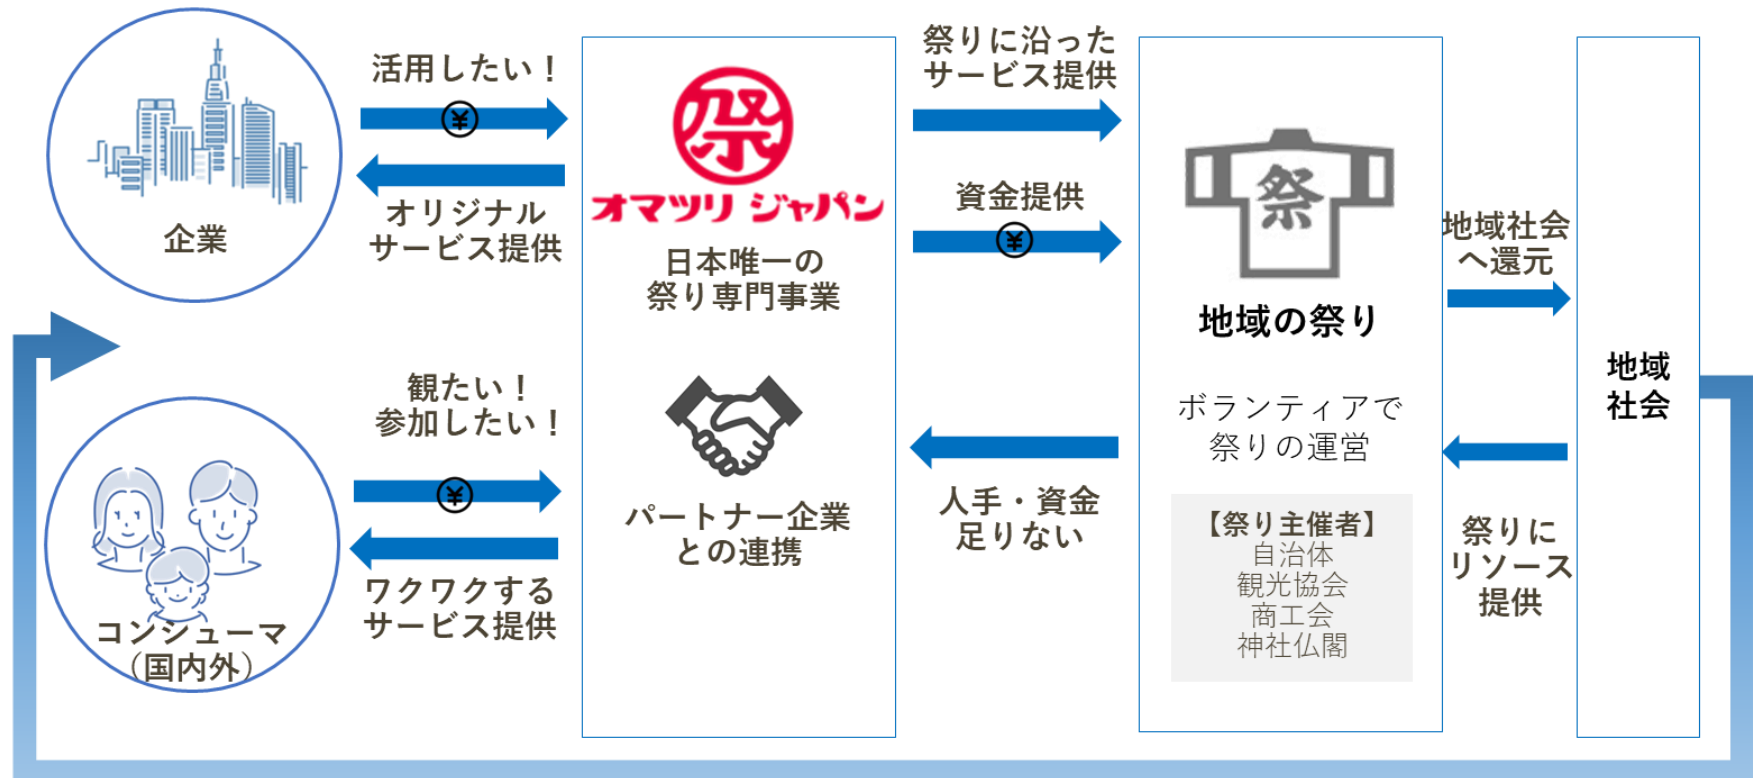 活用したい！
¥
オリジナル
サービス提供
企業
観たい！
参加したい！
¥
ワクワクする
サービス提供
コンシューマ
（国内外）
祭
オマツリ ジャパン
日本唯一の
祭り専門事業
パートナー企業
との連携
祭りに沿った
サービス提供
資金提供
¥
人手・資金
足りない
祭
地域の祭り
ボランティアで
祭りの運営
【祭り主催者】
自治体
観光協会
商工会
神社仏閣
地域社会
へ還元
祭りに
リソース
提供
地域
社会